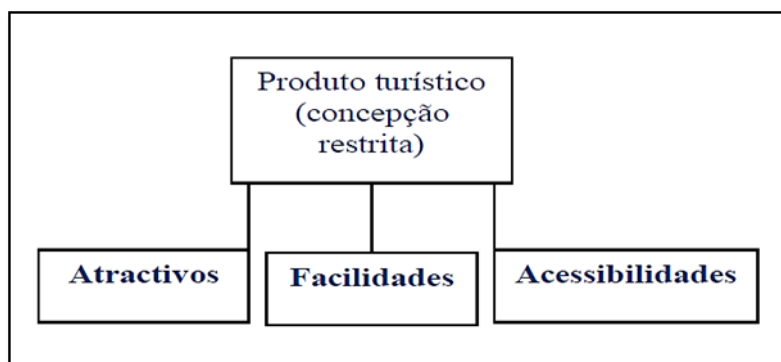 Produto turístico
(concepção
restrita)
Atractivos
Facilidades
Acessibilidades